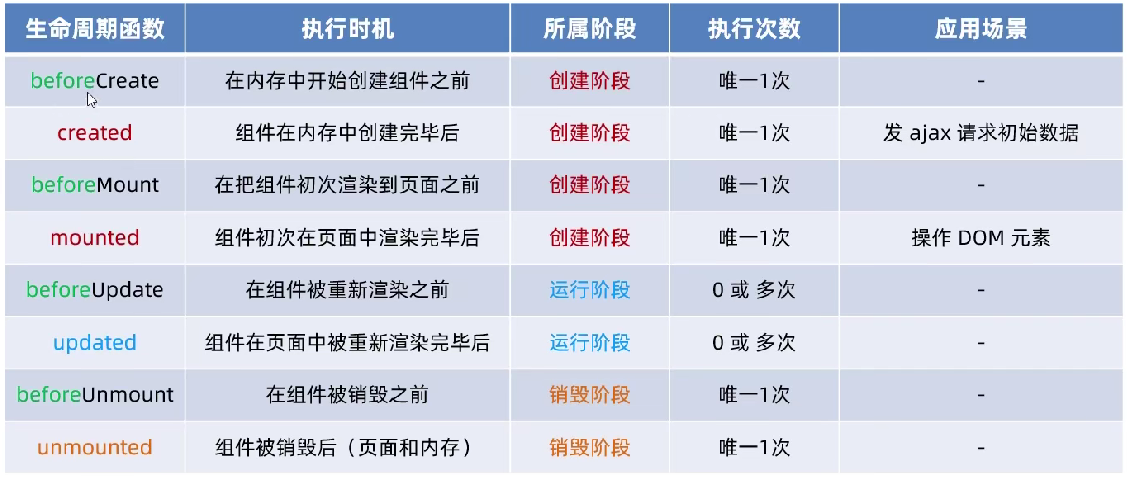 生命周期函数 执行时机 所属阶段 执行次数 应用场景
beforeCreate 在内存中开始创建组件之前 创建阶段 唯一1次 -
created 组件在内存中创建完毕后 创建阶段 唯一1次 发 ajax 请求初始数据
beforeMount 在把组件初次渲染到页面之前 创建阶段 唯一1次 -
mounted 组件初次在页面中渲染完毕后 创建阶段 唯一1次 操作 DOM 元素
beforeUpdate 在组件被重新渲染之前 运行阶段 0 或 多次 -
updated 组件在页面中被重新渲染完毕后 运行阶段 0 或 多次 -
beforeUnmount 在组件被销毁之前 销毁阶段 唯一1次 -
unmounted 组件被销毁后（页面和内存） 销毁阶段 唯一1次 -